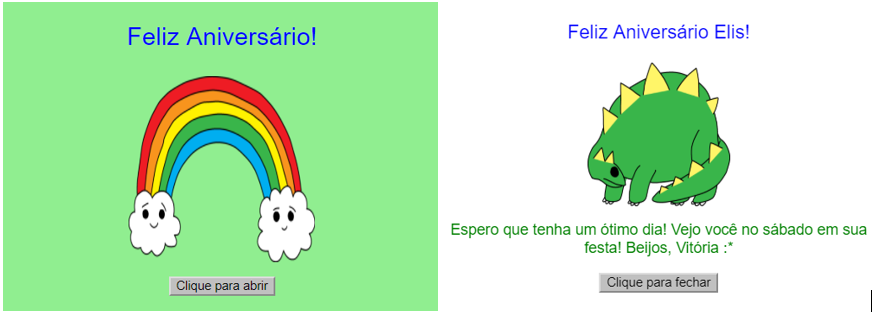 Feliz Aniversário!
Clique para abrir
Feliz Aniversário Elis!
Espero que tenha um ótimo dia! Vejo você no sábado em sua
festa! Beijos, Vitória :*
Clique para fechar